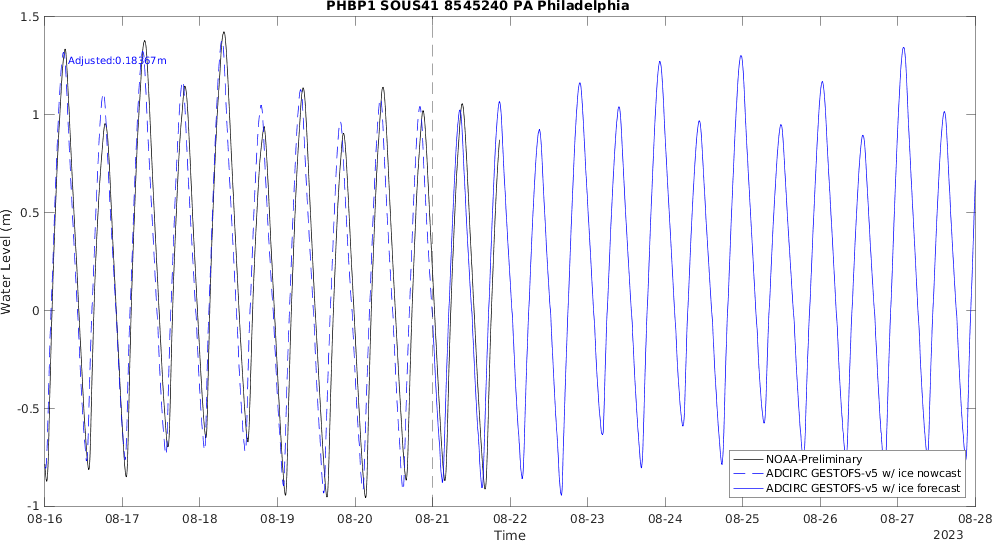 PHBP1 SOUS41 8545240 PA Philadelphia
Adjusted:0.18367m
Water Level (m)
1.5
1
0.5
0
-0.5
-1
NOAA-Preliminary
ADCIRC GESTOFS-v5 w/ ice nowcast
ADCIRC GESTOFS-v5 w/ ice forecast
08-16 08-17 08-18 08-19 08-20 08-21 08-22 08-23 08-24 08-25 08-26 08-27 08-28
Time
2023